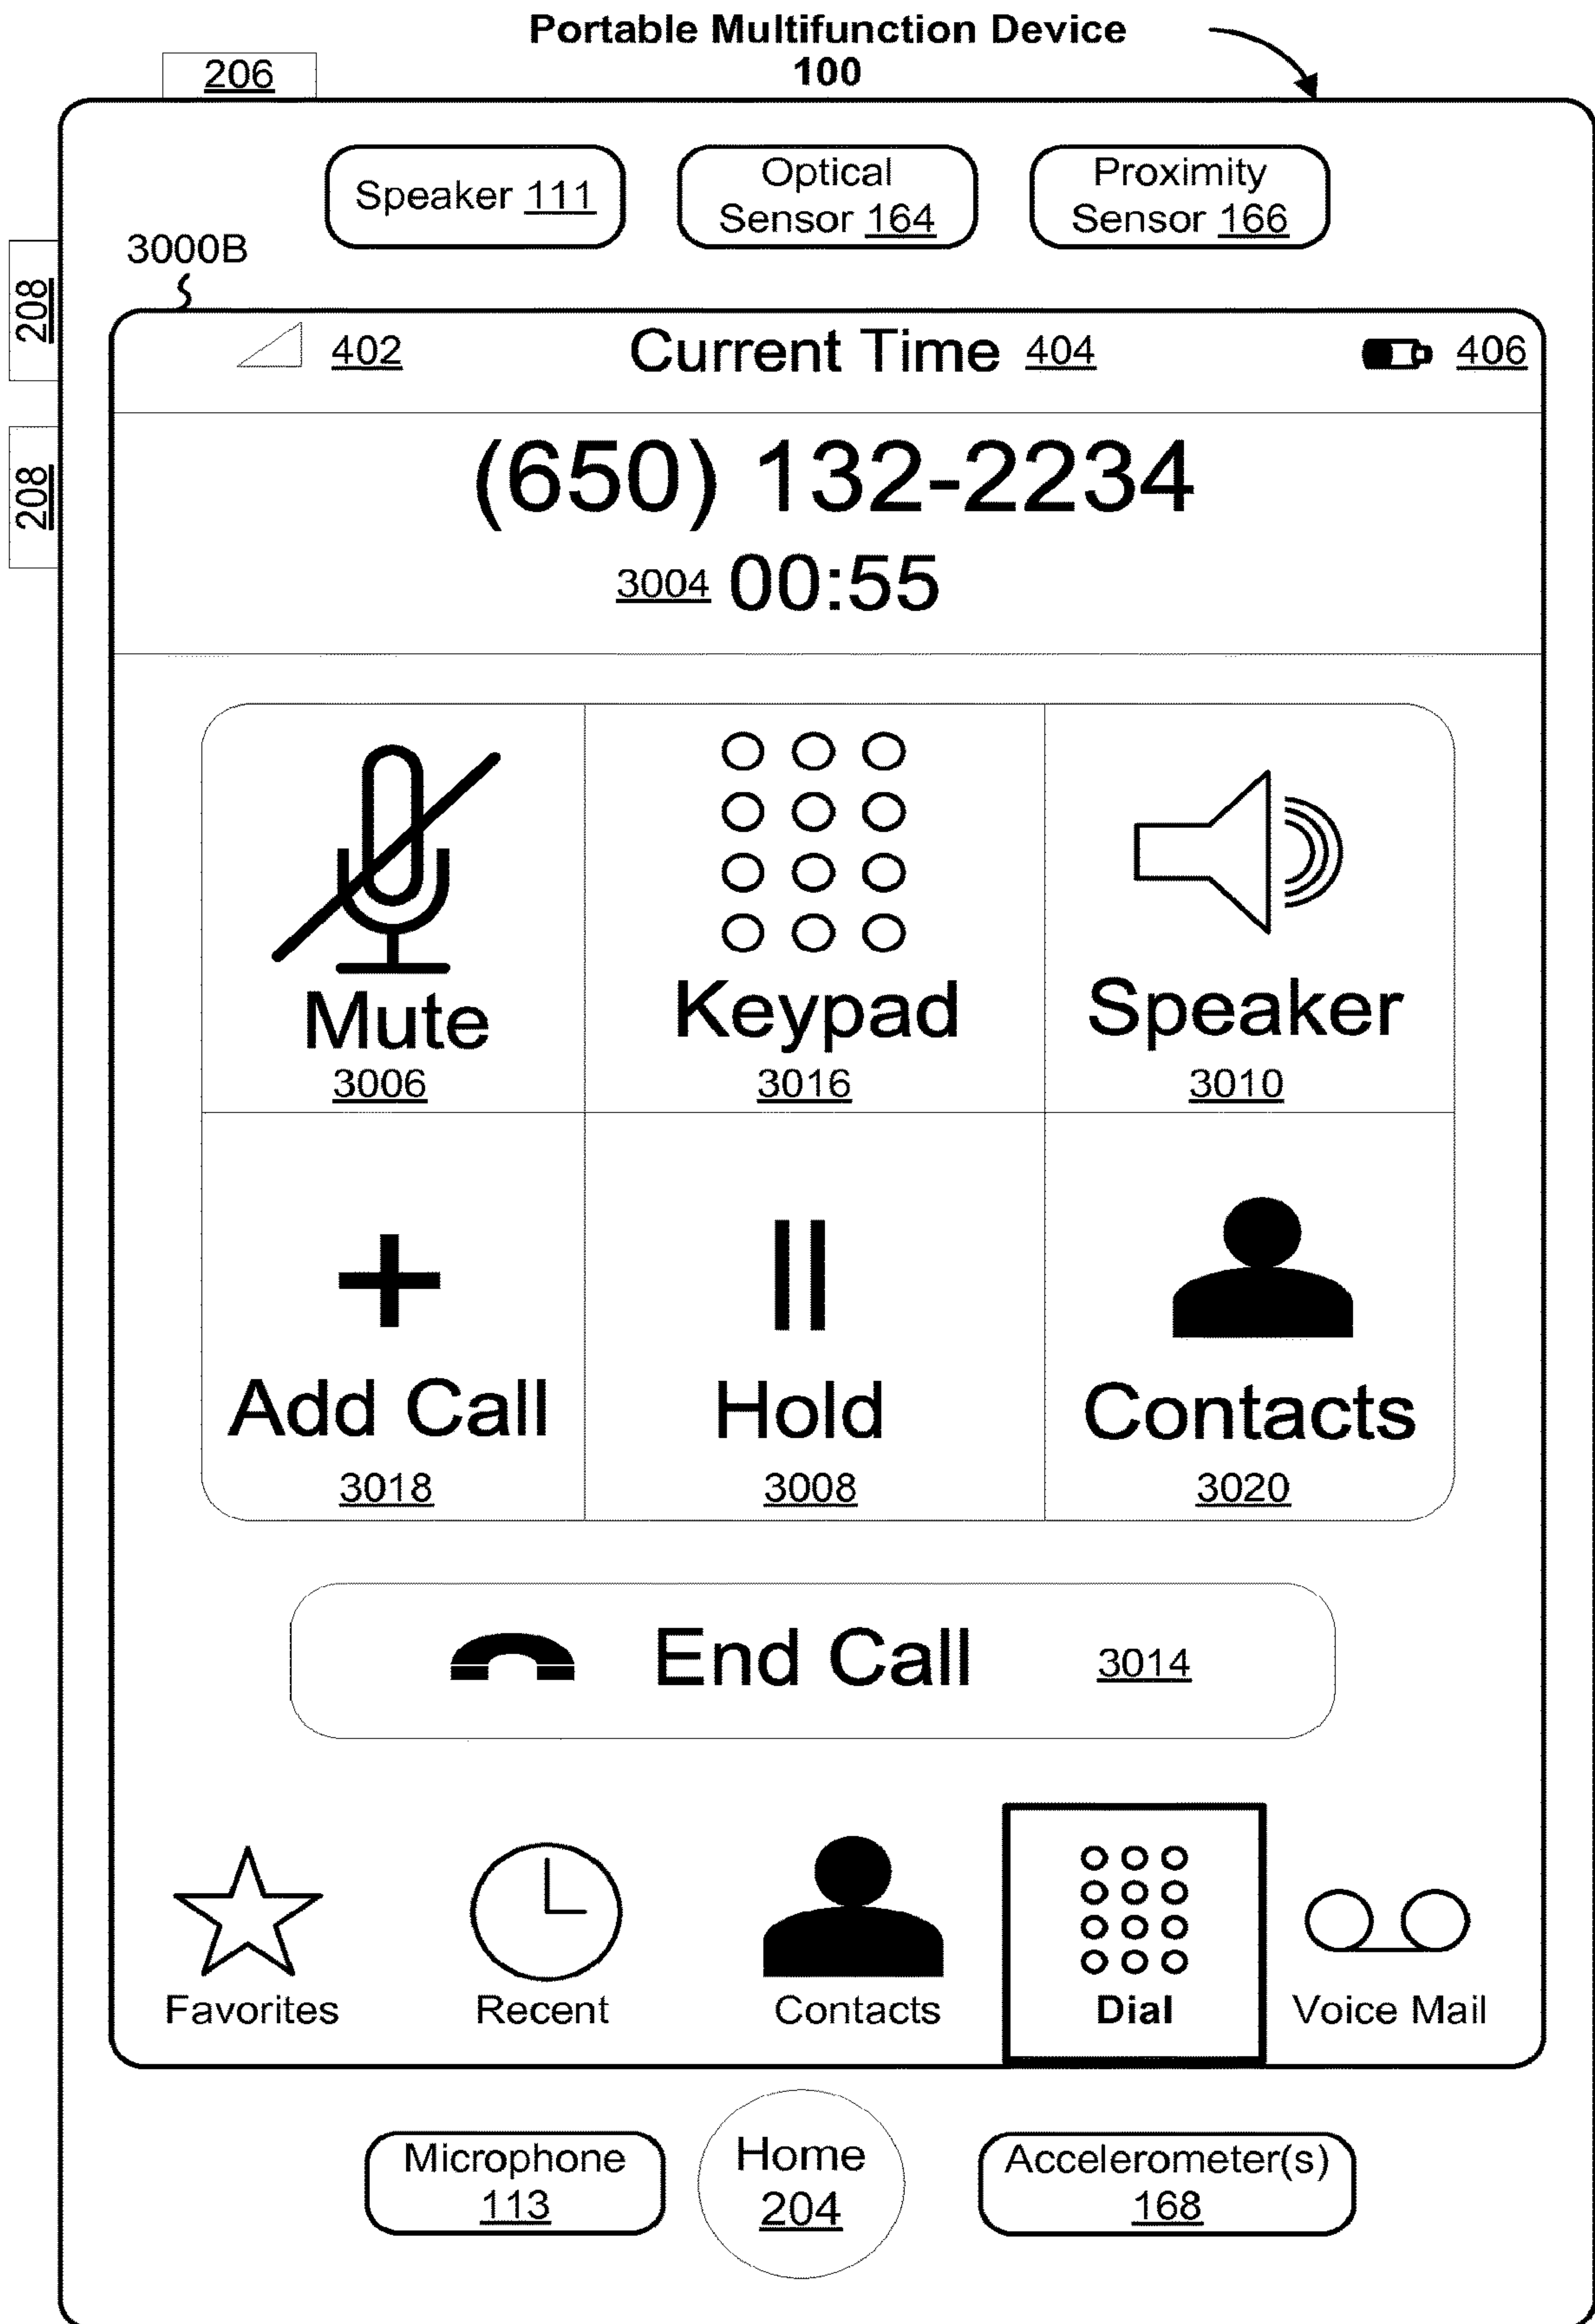 Portable Multifunction Device
100
206
Speaker 111
Optical
Sensor 164
Proximity
Sensor 166
3000B
208
208
402
Current Time 404
406
(650) 132-2234
3004 00:55
Mute
3006
Keypad
3016
Speaker
3010
Add Call
3018
Hold
3008
Contacts
3020
End Call 3014
Favorites
Recent
Contacts
Dial
Voice Mail
Microphone
113
Home
204
Accelerometer(s)
168